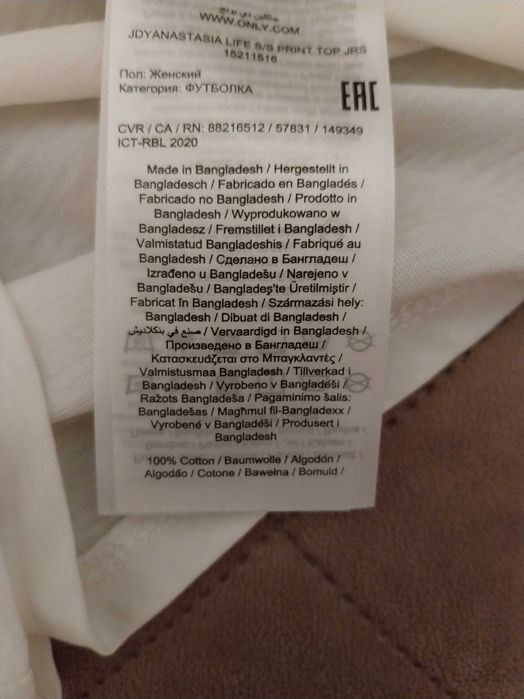 WWW.ONLY.COM
JDYANASTASIA LIFE S/S PRINT TOP JRS
15211516
Пол: Женский
Категория: ФУТБОЛКА
EAC
CVR / CA / RN: 88216512 / 57831 / 149349
ICT-RBL 2020
Made in Bangladesh / Hergestellt in
Bangladesch / Fabricado en Bangladés /
Fabricado no Bangladesh / Prodotto in
Bangladesh / Wyprodukowano w
Bangladesz / Fremstillet i Bangladesh /
Valmistatud Bangladeshis / Fabriqué au
Bangladesh / Сделано в Бангладеш /
Izrađeno u Bangladešu / Narejeno v
Bangladešu / Bangladeş'te Üretilmiştir /
Fabricat în Bangladesh / Származási hely:
Bangladesh / Dibuat di Bangladesh /
صنع في بنكلاديش / Vervaardigd in Bangladesh /
Произведено в Бангладеш /
Κατασκευάζεται στο Μπαγκλαντές /
Valmistusmaa Bangladesh / Tillverkad i
Bangladesh / Vyrobeno v Bangladéši /
Ražots Bangladeša / Pagaminimo šalis:
Bangladešas / Magħmul fil-Bangladexx /
Vyrobené v Bangladéši / Produsert i
Bangladesh
100% Cotton / Baumwolle / Algodón /
Algodão / Cotone / Bawełna / Bomuld /